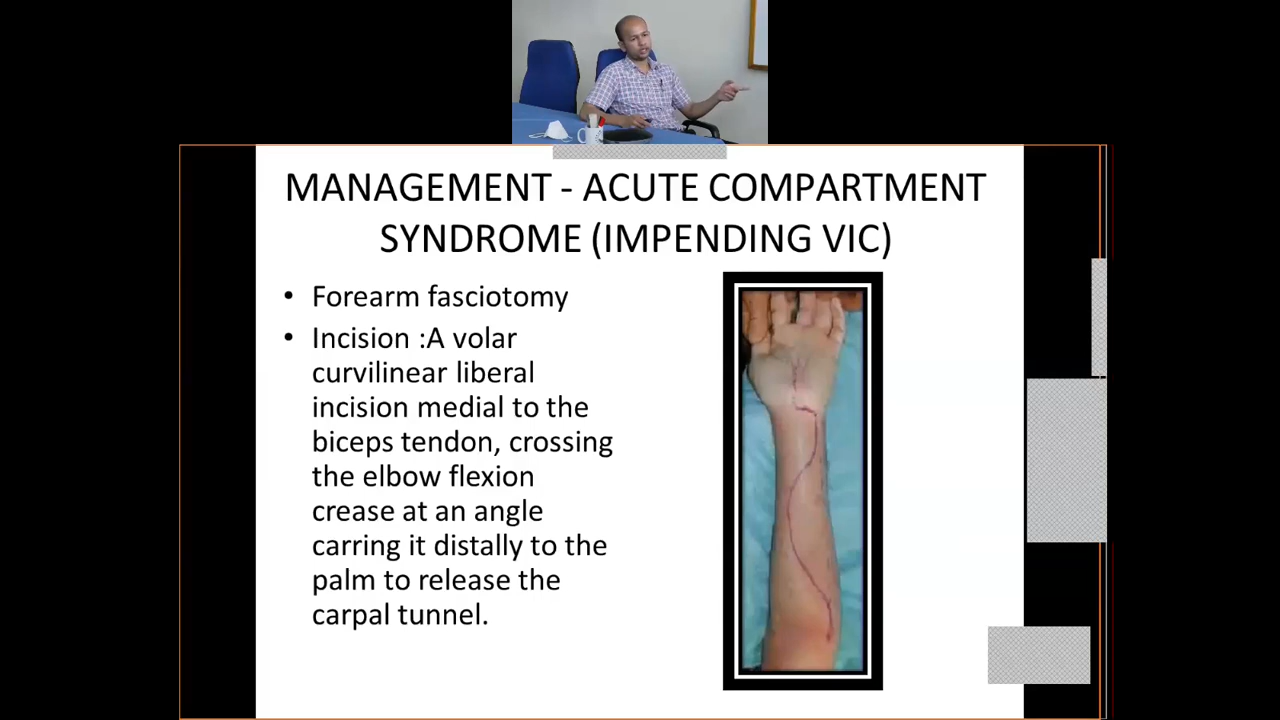 MANAGEMENT - ACUTE COMPARTMENT
SYNDROME (IMPENDING VIC)
• Forearm fasciotomy
• Incision :A volar
curvilinear liberal
incision medial to the
biceps tendon, crossing
the elbow flexion
crease at an angle
carring it distally to the
palm to release the
carpal tunnel.